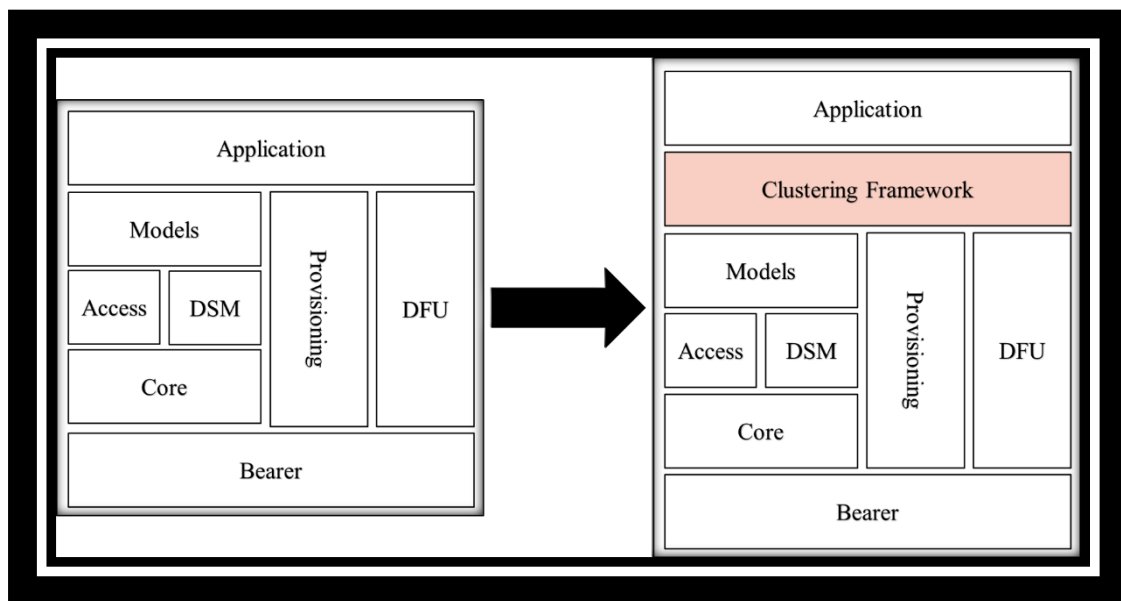 Application
Models
Access
DSM
Core
Provisioning
DFU
Bearer
Application
Clustering Framework
Models
Access
DSM
Core
Provisioning
DFU
Bearer